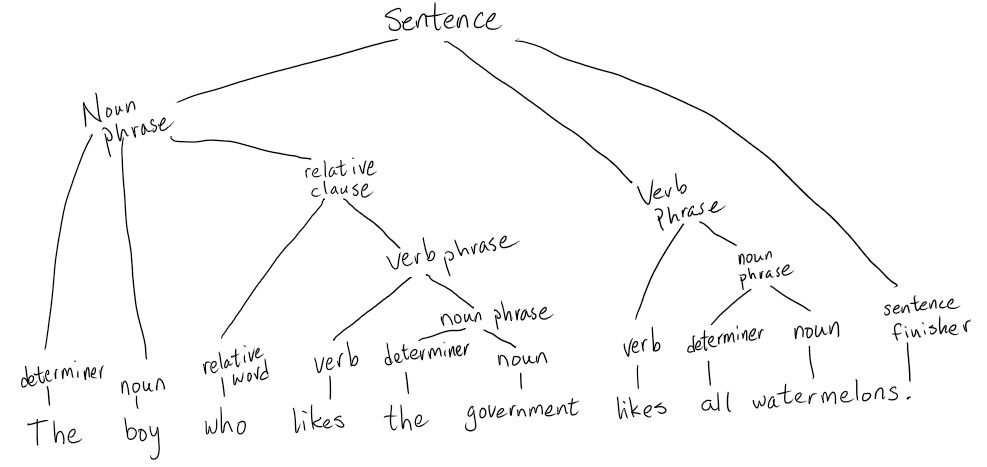 Sentence
Noun
phrase
relative
clause
Verb
phrase
verb phrase
noun
phrase
noun phrase
sentence
finisher
determiner
noun
relative
word
verb
determiner
noun
verb
determiner
noun
The boy who likes the government likes all watermelons.